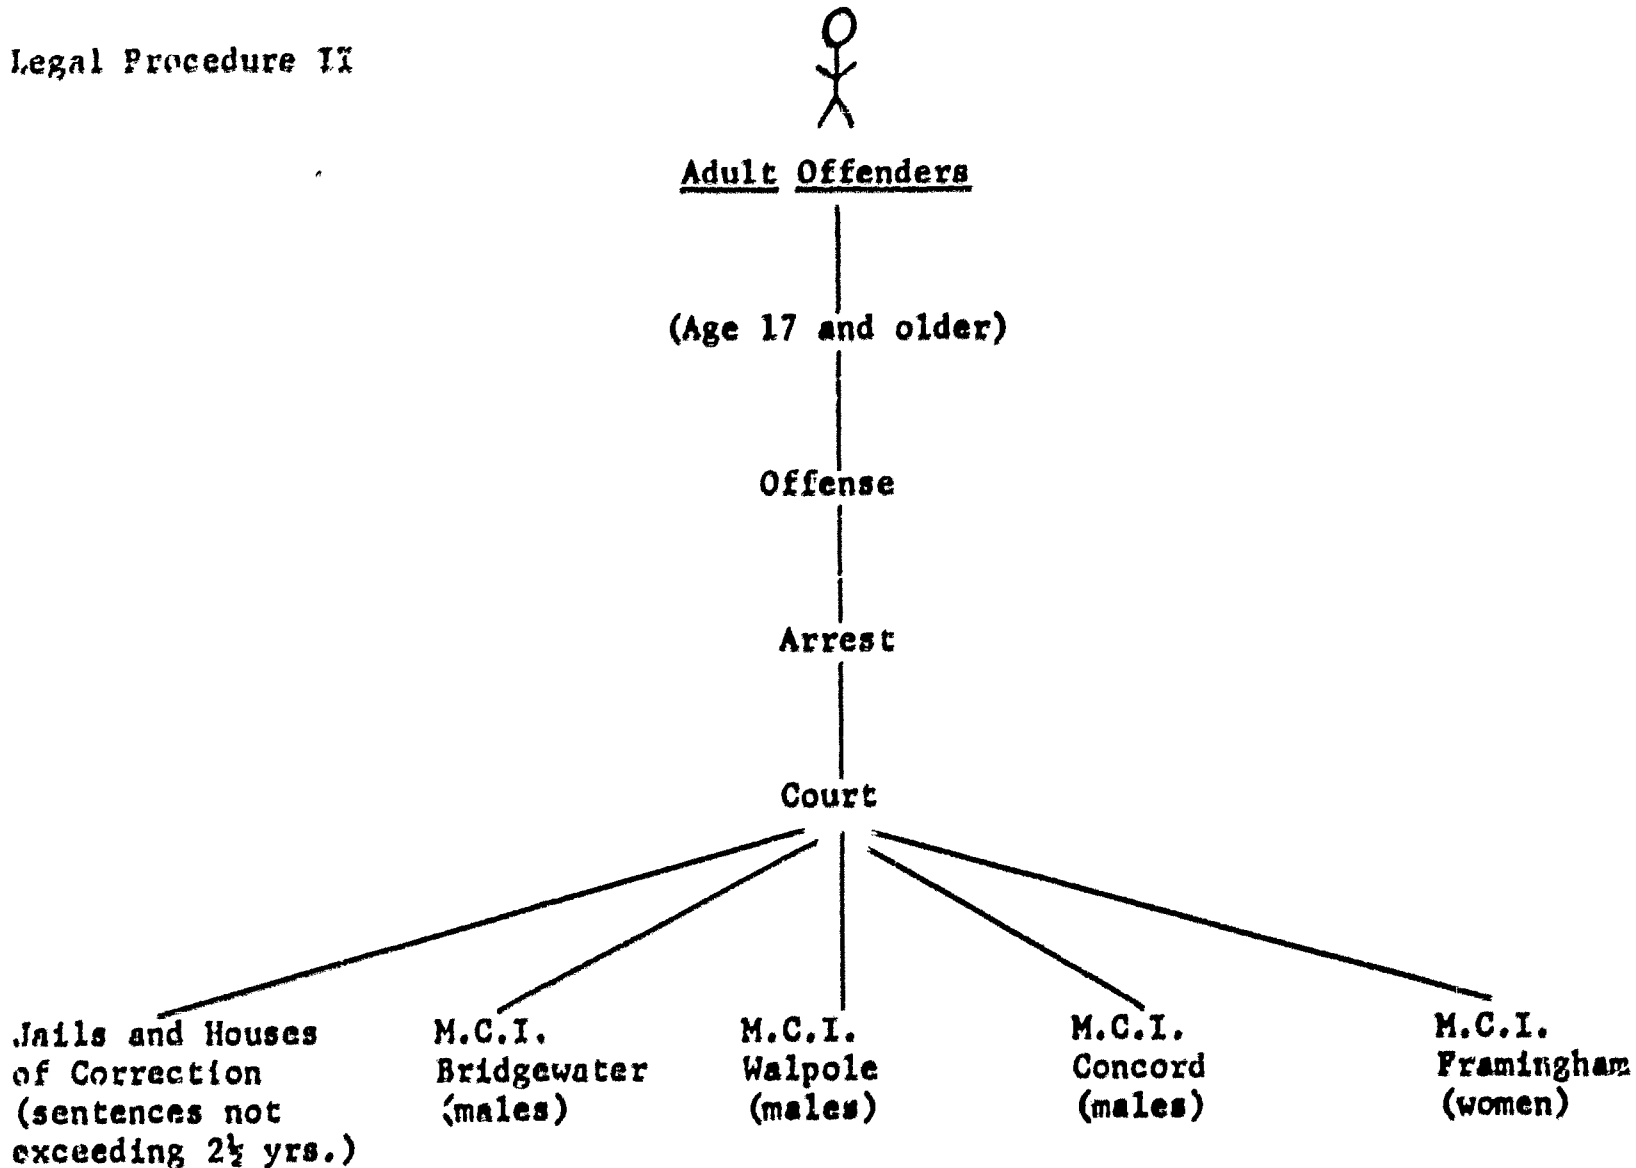 Legal Procedure II
Adult Offenders
(Age 17 and older)
Offense
Arrest
Court
Jails and Houses
of Correction
(sentences not
exceeding 2½ yrs.)
M.C.I.
Bridgewater
(males)
M.C.I.
Walpole
(males)
M.C.I.
Concord
(males)
M.C.I.
Framingham
(women)